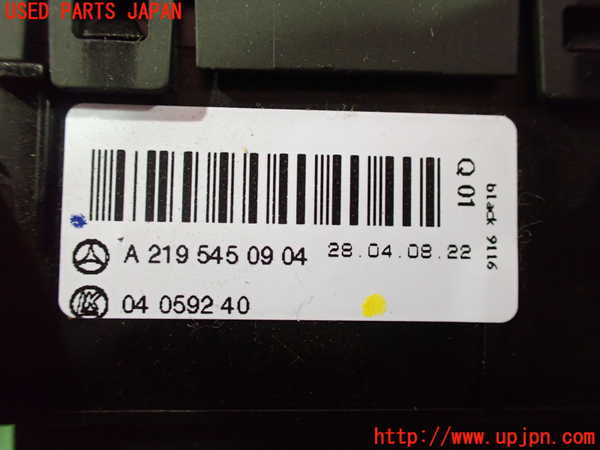 USED PARTS JAPAN
Q 01
black 9116
A 219 545 09 04
28.04.08.22
04 0592 40
http://www.upjpn.com/